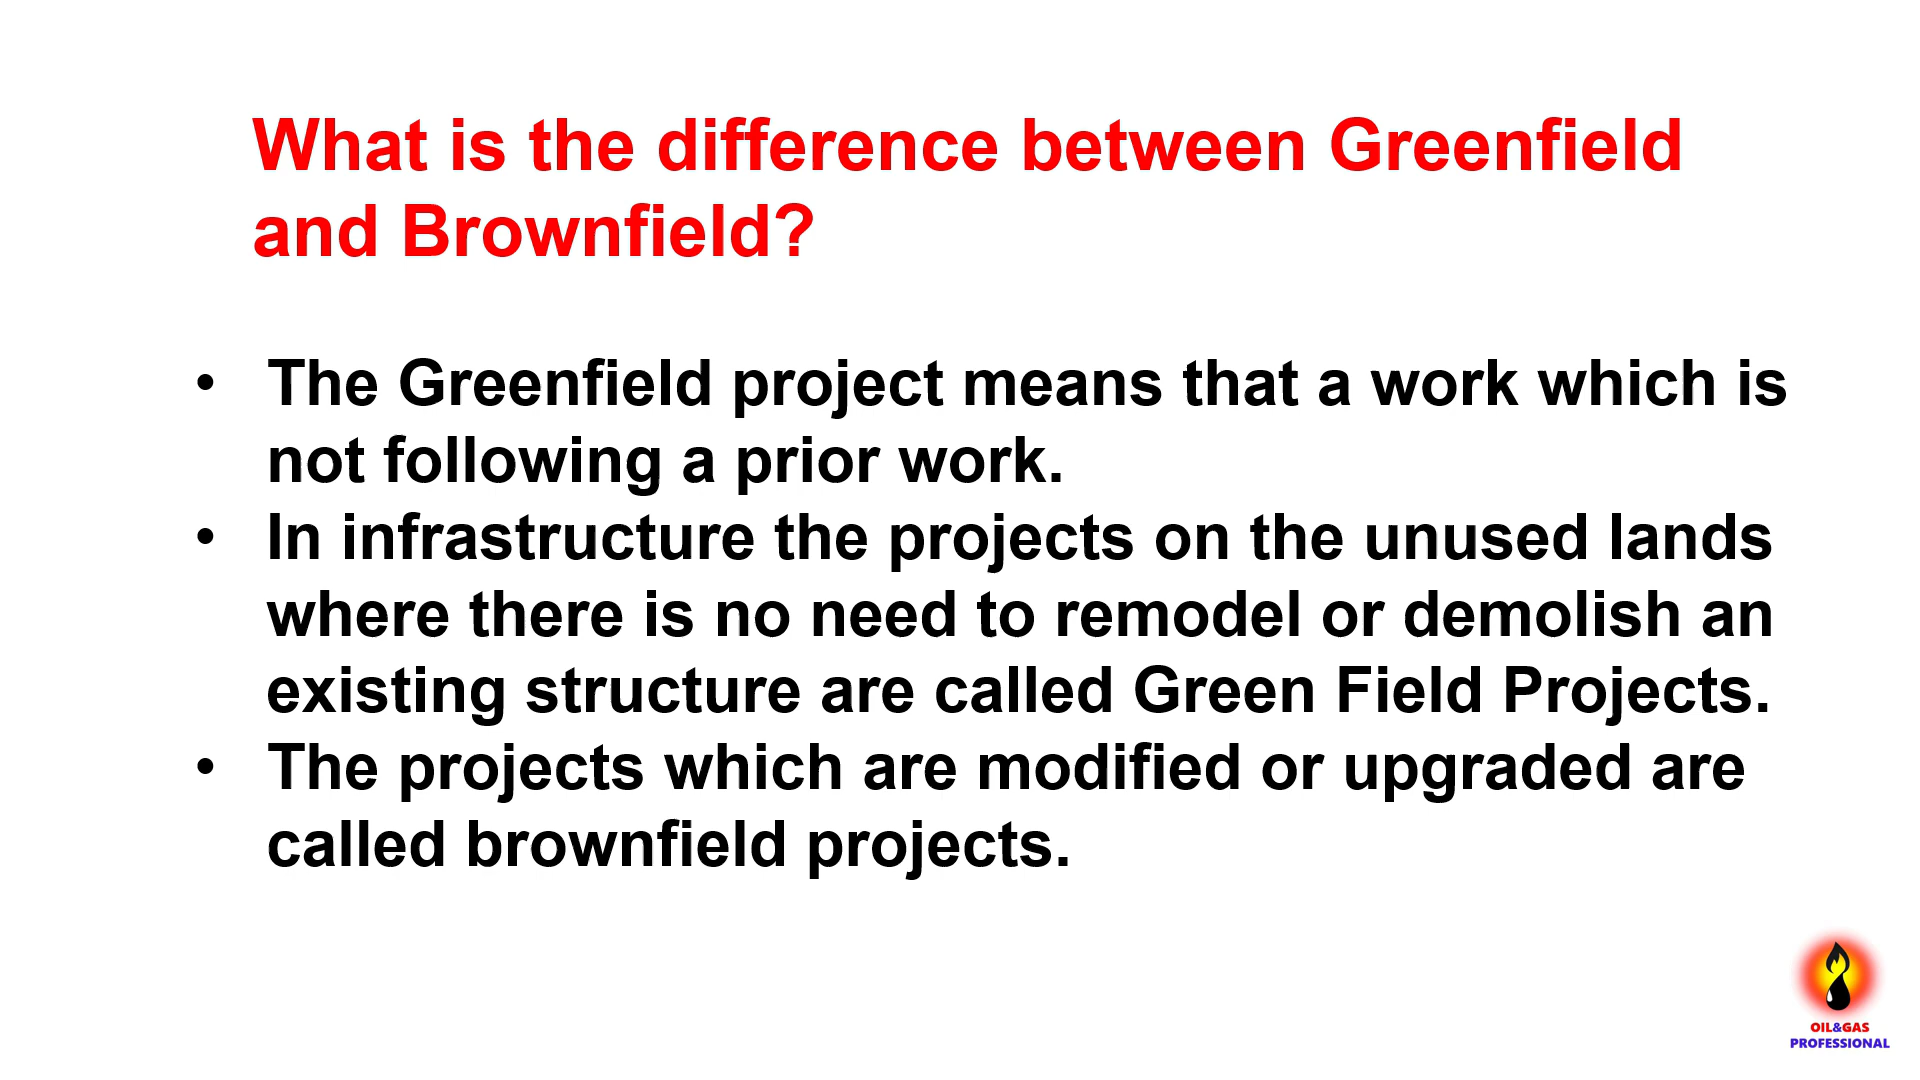 What is the difference between Greenfield
and Brownfield?
• The Greenfield project means that a work which is
not following a prior work.
• In infrastructure the projects on the unused lands
where there is no need to remodel or demolish an
existing structure are called Green Field Projects.
• The projects which are modified or upgraded are
called brownfield projects.
OIL&GAS
PROFESSIONAL